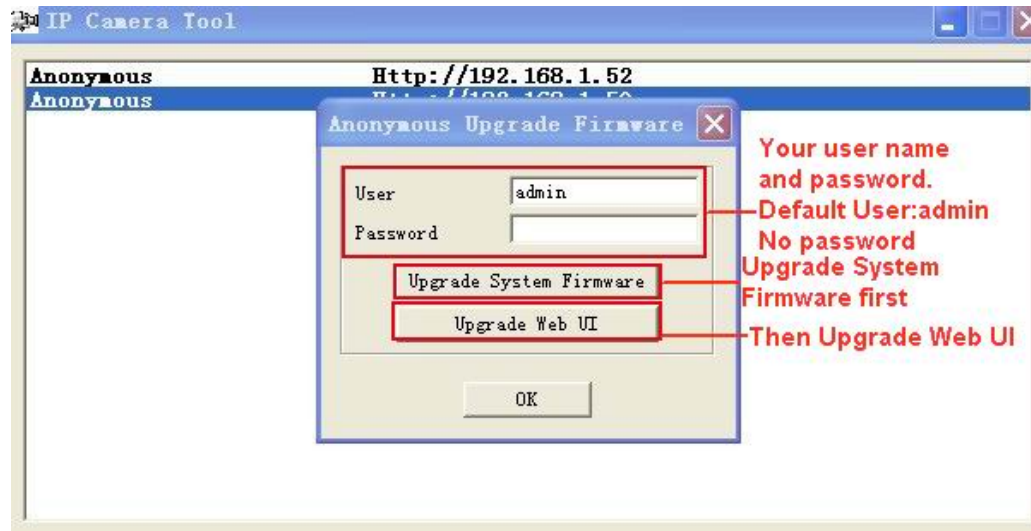 IP Camera Tool
Anonymous Http://192.168.1.52
Anonymous
Anonymous Upgrade Firmware
User admin
Password
Upgrade System Firmware
Upgrade Web UI
OK
Your user name
and password.
Default User:admin
No password
Upgrade System
Firmware first
Then Upgrade Web UI